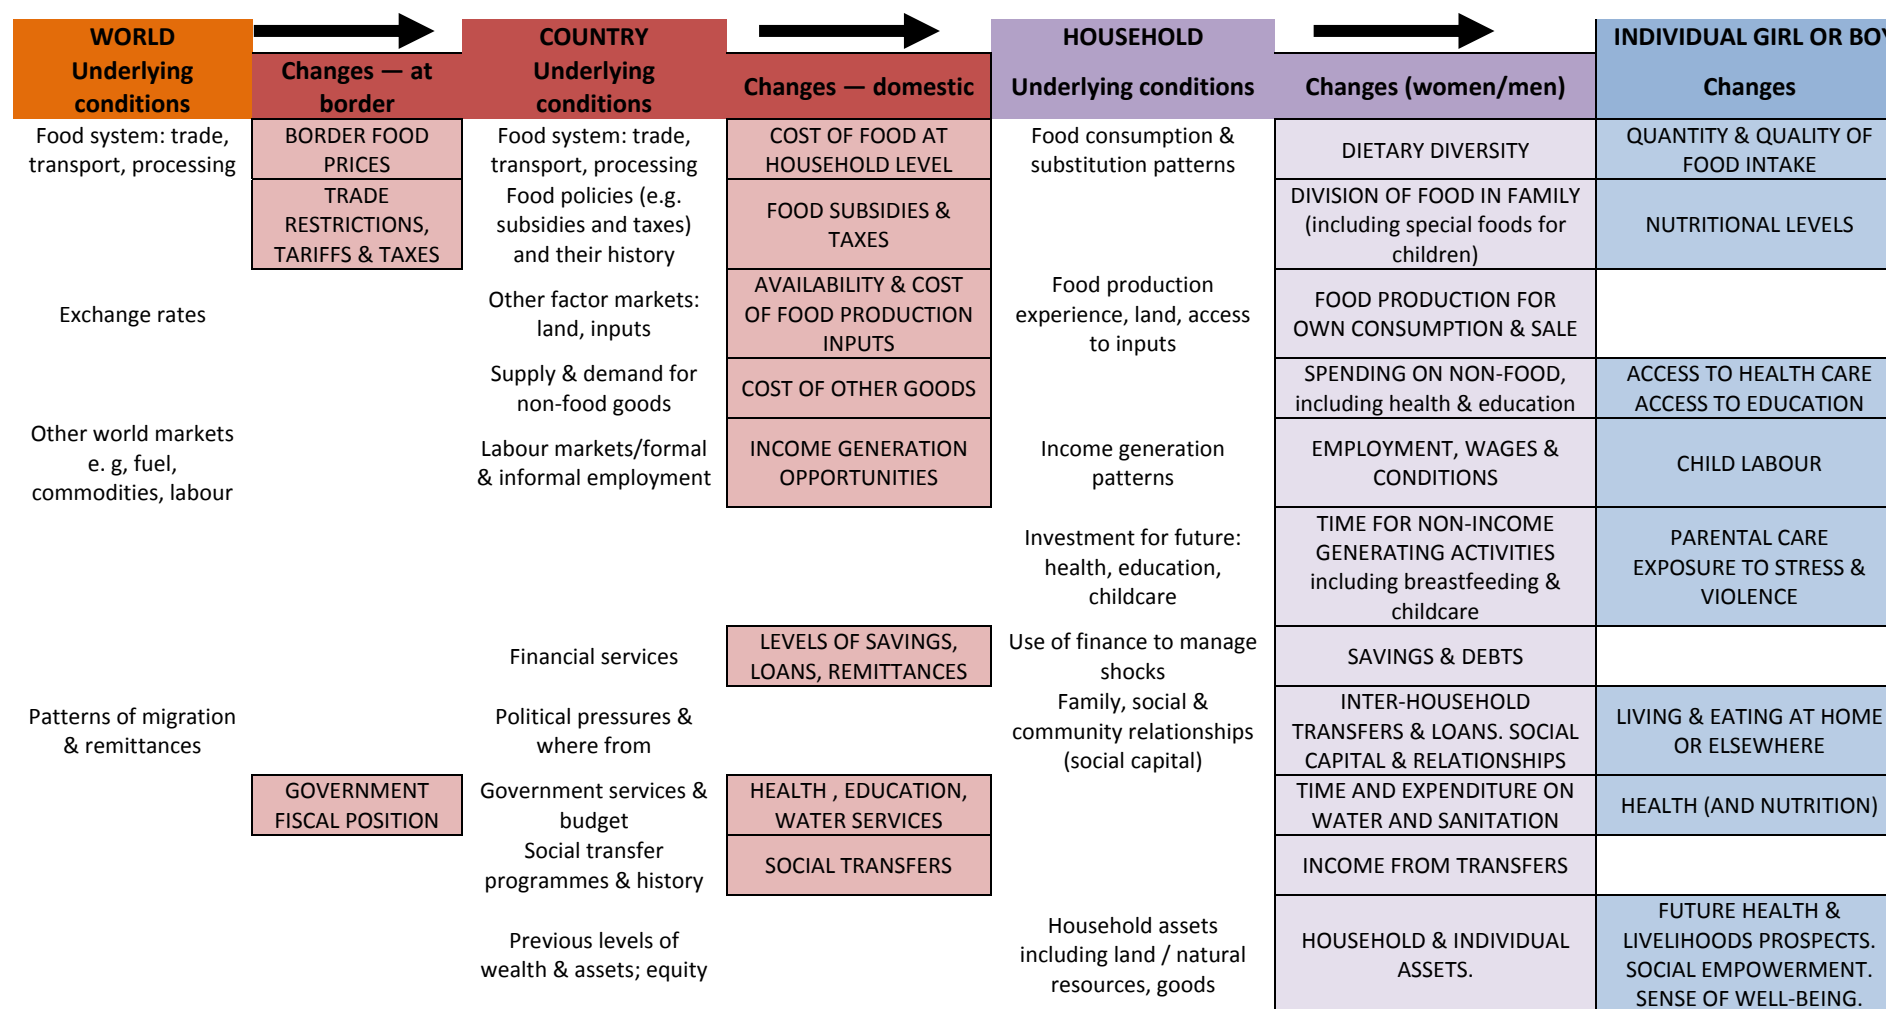 WORLD
Underlying
conditions
Changes — at
border
COUNTRY
Underlying
conditions
Changes — domestic
HOUSEHOLD
Underlying conditions
Changes (women/men)
INDIVIDUAL GIRL OR BOY
Changes
Food system: trade,
transport, processing
BORDER FOOD
PRICES
Food system: trade,
transport, processing
COST OF FOOD AT
HOUSEHOLD LEVEL
Food consumption &
substitution patterns
DIETARY DIVERSITY
QUANTITY & QUALITY OF
FOOD INTAKE
TRADE
RESTRICTIONS,
TARIFFS & TAXES
Food policies (e.g.
subsidies and taxes)
and their history
FOOD SUBSIDIES &
TAXES
DIVISION OF FOOD IN FAMILY
(including special foods for
children)
NUTRITIONAL LEVELS
Exchange rates
Other factor markets:
land, inputs
AVAILABILITY & COST
OF FOOD PRODUCTION
INPUTS
Food production
experience, land, access
to inputs
FOOD PRODUCTION FOR
OWN CONSUMPTION & SALE
Supply & demand for
non-food goods
COST OF OTHER GOODS
SPENDING ON NON-FOOD,
including health & education
ACCESS TO HEALTH CARE
ACCESS TO EDUCATION
Other world markets
e. g, fuel,
commodities, labour
Labour markets/formal
& informal employment
INCOME GENERATION
OPPORTUNITIES
Income generation
patterns
EMPLOYMENT, WAGES &
CONDITIONS
CHILD LABOUR
Investment for future:
health, education,
childcare
TIME FOR NON-INCOME
GENERATING ACTIVITIES
including breastfeeding &
childcare
PARENTAL CARE
EXPOSURE TO STRESS &
VIOLENCE
Financial services
LEVELS OF SAVINGS,
LOANS, REMITTANCES
Use of finance to manage
shocks
SAVINGS & DEBTS
Patterns of migration
& remittances
Political pressures &
where from
Family, social &
community relationships
(social capital)
INTER-HOUSEHOLD
TRANSFERS & LOANS. SOCIAL
CAPITAL & RELATIONSHIPS
LIVING & EATING AT HOME
OR ELSEWHERE
GOVERNMENT
FISCAL POSITION
Government services &
budget
HEALTH , EDUCATION,
WATER SERVICES
TIME AND EXPENDITURE ON
WATER AND SANITATION
HEALTH (AND NUTRITION)
Social transfer
programmes & history
SOCIAL TRANSFERS
INCOME FROM TRANSFERS
Previous levels of
wealth & assets; equity
Household assets
including land / natural
resources, goods
HOUSEHOLD & INDIVIDUAL
ASSETS.
FUTURE HEALTH &
LIVELIHOODS PROSPECTS.
SOCIAL EMPOWERMENT.
SENSE OF WELL-BEING.